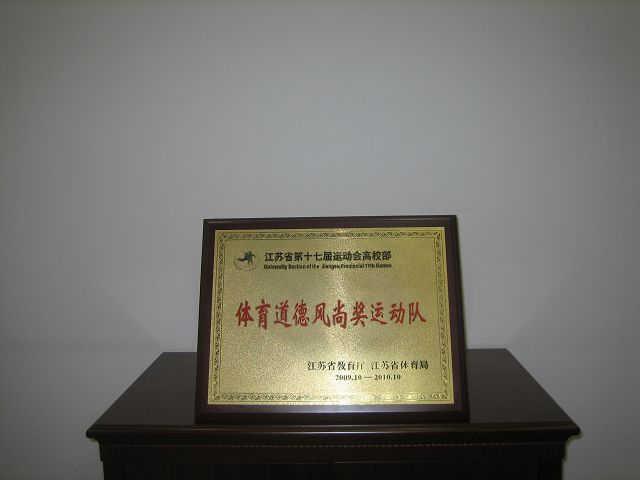 江苏省第十七届运动会高校部
University Section of the Jiangsu Provincial 17th Games
体育道德风尚奖运动队
江苏省教育厅 江苏省体育局
2009.10—2010.10